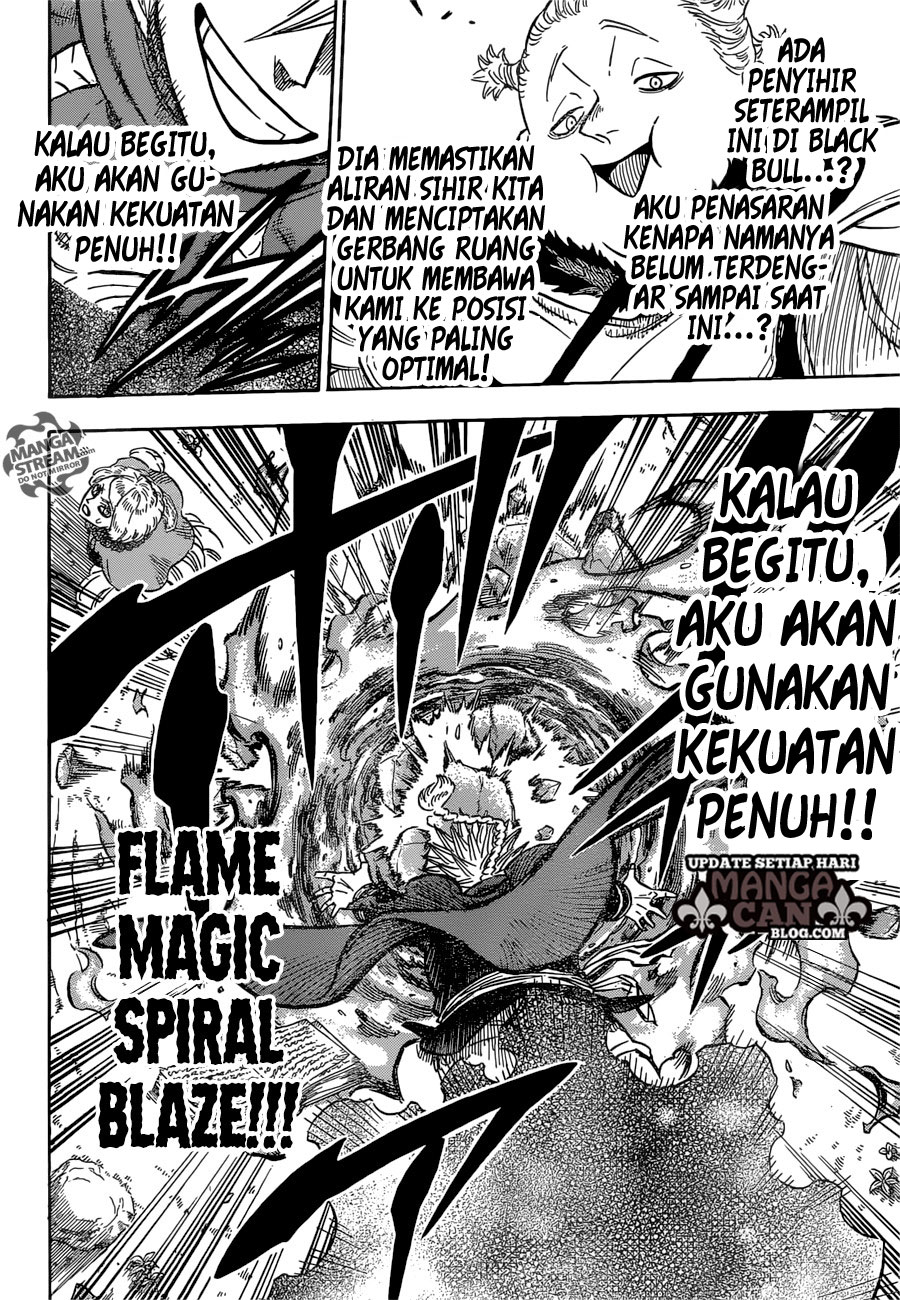 ADA
PENYIHIR
SETERAMPIL
INI DI BLACK
BULL...?
AKU PENASARAN
KENAPA NAMANYA
BELUM TERDENG-
AR SAMPAI SAAT
INI...?
DIA MEMASTIKAN
ALIRAN SIHIR KITA
DAN MENCIPTAKAN
GERBANG RUANG
UNTUK MEMBAWA
KAMI KE POSISI
YANG PALING
OPTIMAL!
KALAU BEGITU,
AKU AKAN GU-
NAKAN KEKUATAN
PENUH!!
MANGA
STREAM.com
DO NOT MIRROR
KALAU
BEGITU,
AKU AKAN
GUNAKAN
KEKUATAN
PENUH!!
UPDATE SETIAP HARI
MANGA
CAN
BLOG.COM
FLAME
MAGIC
SPIRAL
BLAZE!!!